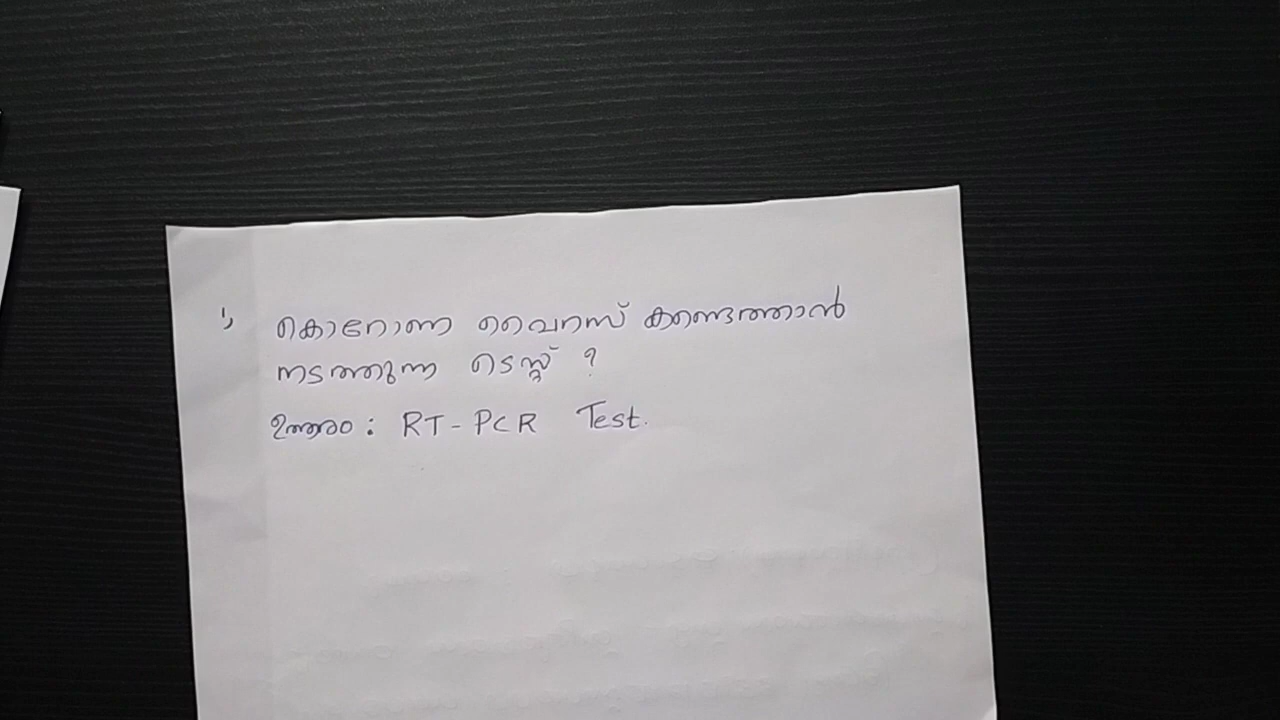 1, കൊറോണ വൈറസ് കണ്ടെത്താൻ
നടത്തുന്ന ടെസ്റ്റ് ?
ഉത്തരം : RT-PCR Test.